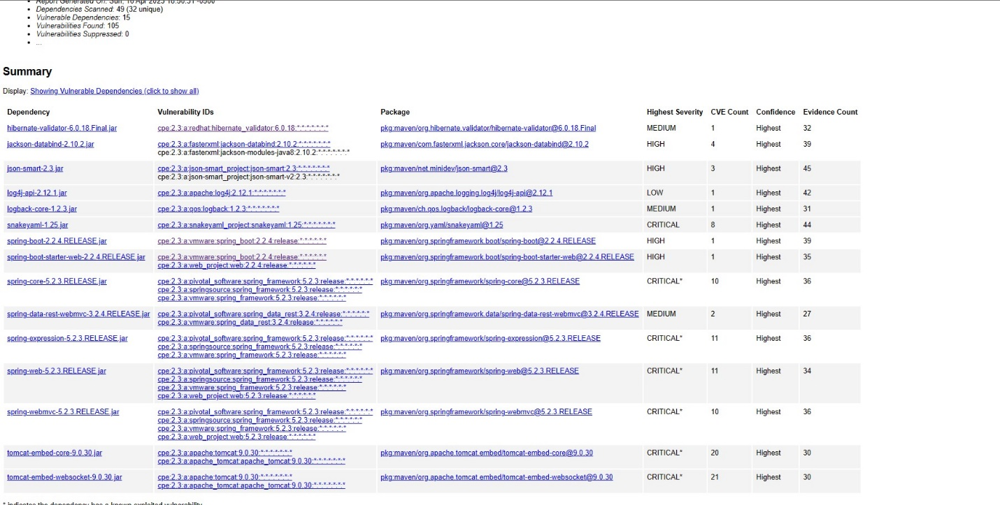 Report Generated On: Sun, 16 Apr 2023 18:50:31 -0500
Dependencies Scanned: 49 (32 unique)
Vulnerable Dependencies: 15
Vulnerabilities Found: 105
Vulnerabilities Suppressed: 0
...
Summary
Display: Showing Vulnerable Dependencies (click to show all)
Dependency Vulnerability IDs Package Highest Severity CVE Count Confidence Evidence Count
hibernate-validator-6.0.18.Final.jar cpe:2.3:a:redhat:hibernate_validator:6.0.18:*:*:*:*:*:*:* pkg:maven/org.hibernate.validator/hibernate-validator@6.0.18.Final MEDIUM 1 Highest 32
jackson-databind-2.10.2.jar cpe:2.3:a:fasterxml:jackson-databind:2.10.2:*:*:*:*:*:*:* pkg:maven/com.fasterxml.jackson.core/jackson-databind@2.10.2 HIGH 4 Highest 39
cpe:2.3:a:fasterxml:jackson-modules-java8:2.10.2:*:*:*:*:*:*:*
json-smart-2.3.jar cpe:2.3:a:json-smart_project:json-smart:2.3:*:*:*:*:*:*:* pkg:maven/net.minidev/json-smart@2.3 HIGH 3 Highest 45
cpe:2.3:a:json-smart_project:json-smart-v2:2.3:*:*:*:*:*:*:*
log4j-api-2.12.1.jar cpe:2.3:a:apache:log4j:2.12.1:*:*:*:*:*:*:* pkg:maven/org.apache.logging.log4j/log4j-api@2.12.1 LOW 1 Highest 42
logback-core-1.2.3.jar cpe:2.3:a:qos:logback:1.2.3:*:*:*:*:*:*:* pkg:maven/ch.qos.logback/logback-core@1.2.3 MEDIUM 1 Highest 31
snakeyaml-1.25.jar cpe:2.3:a:snakeyaml_project:snakeyaml:1.25:*:*:*:*:*:*:* pkg:maven/org.yaml/snakeyaml@1.25 CRITICAL 8 Highest 44
spring-boot-2.2.4.RELEASE.jar cpe:2.3:a:vmware:spring_boot:2.2.4:release:*:*:*:*:*:* pkg:maven/org.springframework.boot/spring-boot@2.2.4.RELEASE HIGH 1 Highest 39
spring-boot-starter-web-2.2.4.RELEASE.jar cpe:2.3:a:vmware:spring_boot:2.2.4:release:*:*:*:*:*:* pkg:maven/org.springframework.boot/spring-boot-starter-web@2.2.4.RELEASE HIGH 1 Highest 35
cpe:2.3:a:web_project:web:2.2.4:release:*:*:*:*:*:*
spring-core-5.2.3.RELEASE.jar cpe:2.3:a:pivotal_software:spring_framework:5.2.3:release:*:*:*:*:*:* pkg:maven/org.springframework/spring-core@5.2.3.RELEASE CRITICAL* 10 Highest 36
cpe:2.3:a:springsource:spring_framework:5.2.3:release:*:*:*:*:*:*
cpe:2.3:a:vmware:spring_framework:5.2.3:release:*:*:*:*:*:*
spring-data-rest-webmvc-3.2.4.RELEASE.jar cpe:2.3:a:pivotal_software:spring_data_rest:3.2.4:release:*:*:*:*:*:* pkg:maven/org.springframework.data/spring-data-rest-webmvc@3.2.4.RELEASE MEDIUM 2 Highest 27
cpe:2.3:a:vmware:spring_data_rest:3.2.4:release:*:*:*:*:*:*
spring-expression-5.2.3.RELEASE.jar cpe:2.3:a:pivotal_software:spring_framework:5.2.3:release:*:*:*:*:*:* pkg:maven/org.springframework/spring-expression@5.2.3.RELEASE CRITICAL* 11 Highest 36
cpe:2.3:a:springsource:spring_framework:5.2.3:release:*:*:*:*:*:*
cpe:2.3:a:vmware:spring_framework:5.2.3:release:*:*:*:*:*:*
spring-web-5.2.3.RELEASE.jar cpe:2.3:a:pivotal_software:spring_framework:5.2.3:release:*:*:*:*:*:* pkg:maven/org.springframework/spring-web@5.2.3.RELEASE CRITICAL* 11 Highest 34
cpe:2.3:a:springsource:spring_framework:5.2.3:release:*:*:*:*:*:*
cpe:2.3:a:vmware:spring_framework:5.2.3:release:*:*:*:*:*:*
cpe:2.3:a:web_project:web:5.2.3:release:*:*:*:*:*:*
spring-webmvc-5.2.3.RELEASE.jar cpe:2.3:a:pivotal_software:spring_framework:5.2.3:release:*:*:*:*:*:* pkg:maven/org.springframework/spring-webmvc@5.2.3.RELEASE CRITICAL* 10 Highest 36
cpe:2.3:a:springsource:spring_framework:5.2.3:release:*:*:*:*:*:*
cpe:2.3:a:vmware:spring_framework:5.2.3:release:*:*:*:*:*:*
cpe:2.3:a:web_project:web:5.2.3:release:*:*:*:*:*:*
tomcat-embed-core-9.0.30.jar cpe:2.3:a:apache:tomcat:9.0.30:*:*:*:*:*:*:* pkg:maven/org.apache.tomcat.embed/tomcat-embed-core@9.0.30 CRITICAL* 20 Highest 30
cpe:2.3:a:apache_tomcat:apache_tomcat:9.0.30:*:*:*:*:*:*:*
tomcat-embed-websocket-9.0.30.jar cpe:2.3:a:apache:tomcat:9.0.30:*:*:*:*:*:*:* pkg:maven/org.apache.tomcat.embed/tomcat-embed-websocket@9.0.30 CRITICAL* 21 Highest 30
cpe:2.3:a:apache_tomcat:apache_tomcat:9.0.30:*:*:*:*:*:*:*
* indicates the dependency has a known exploited vulnerability